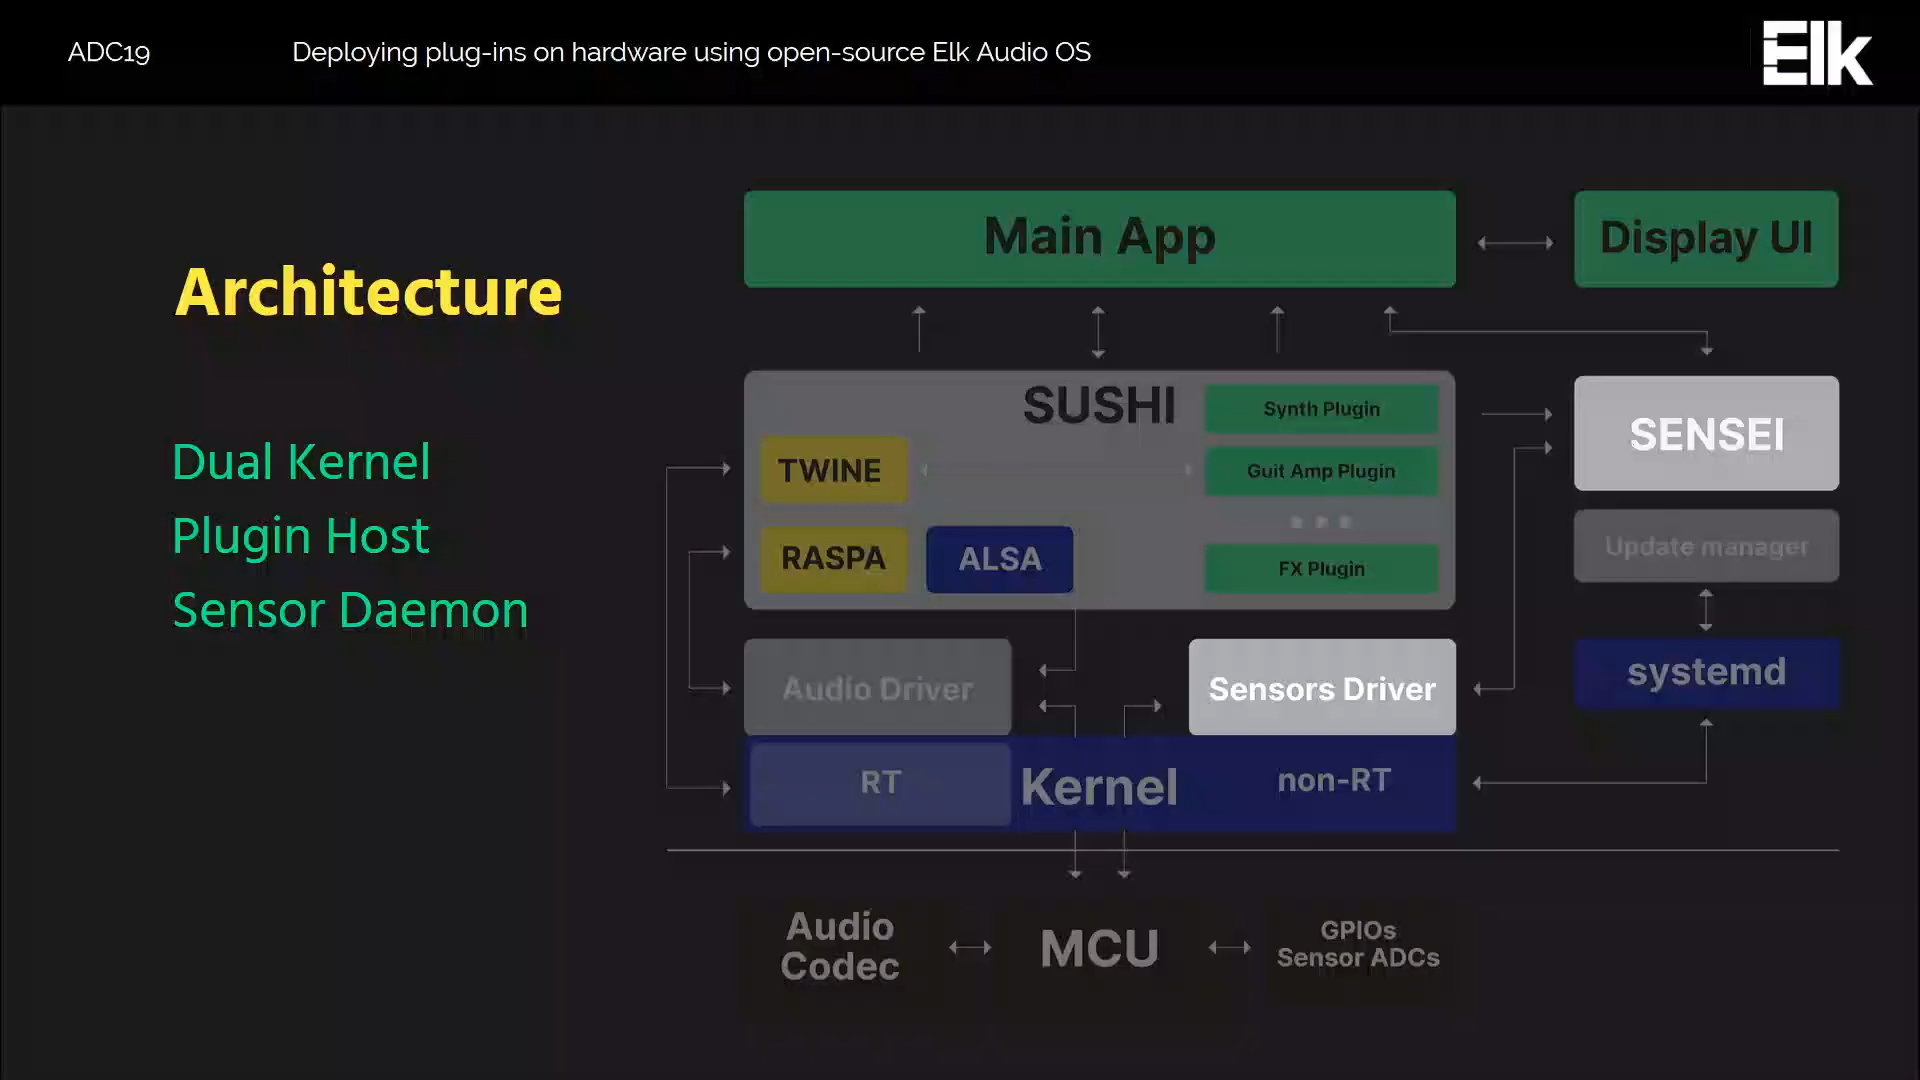 ADC19
Deploying plug-ins on hardware using open-source Elk Audio OS
Elk
Architecture
Dual Kernel
Plugin Host
Sensor Daemon
Main App
Display UI
SUSHI
Synth Plugin
TWINE
Guit Amp Plugin
RASPA
ALSA
FX Plugin
SENSEI
Update manager
systemd
Audio Driver
Sensors Driver
RT
Kernel
non-RT
Audio
Codec
MCU
GPIOs
Sensor ADCs